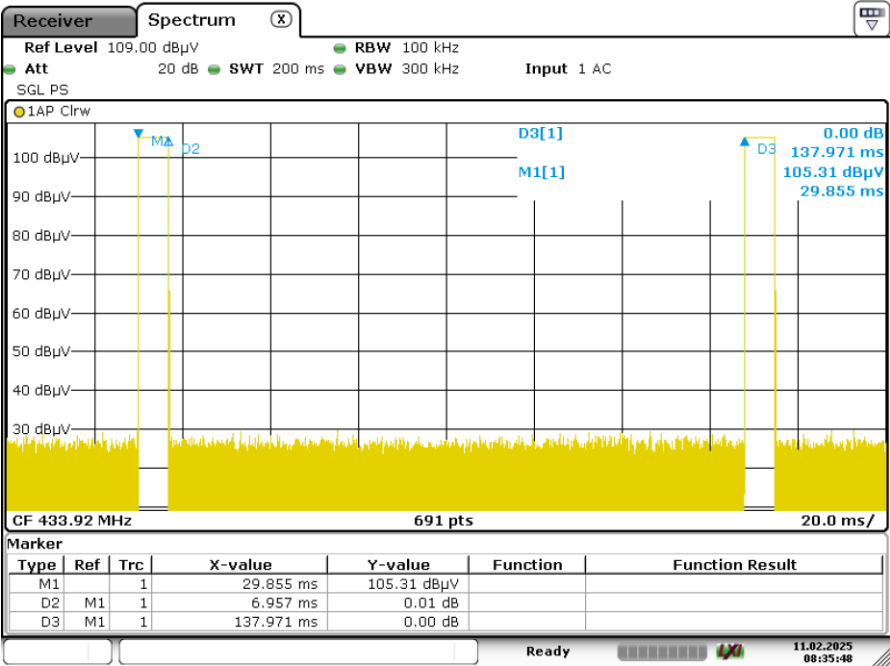 Receiver Spectrum X
Ref Level 109.00 dBµV RBW 100 kHz
Att 20 dB SWT 200 ms VBW 300 kHz Input 1 AC
SGL PS
1AP Clrw
D3[1] 0.00 dB
137.971 ms
M1[1] 105.31 dBµV
29.855 ms
M1 D2 D3
100 dBµV
90 dBµV
80 dBµV
70 dBµV
60 dBµV
50 dBµV
40 dBµV
30 dBµV
CF 433.92 MHz 691 pts 20.0 ms/
Marker
Type Ref Trc X-value Y-value Function Function Result
M1 1 29.855 ms 105.31 dBµV
D2 M1 1 6.957 ms 0.01 dB
D3 M1 1 137.971 ms 0.00 dB
Ready LXI 11.02.2025
08:35:48